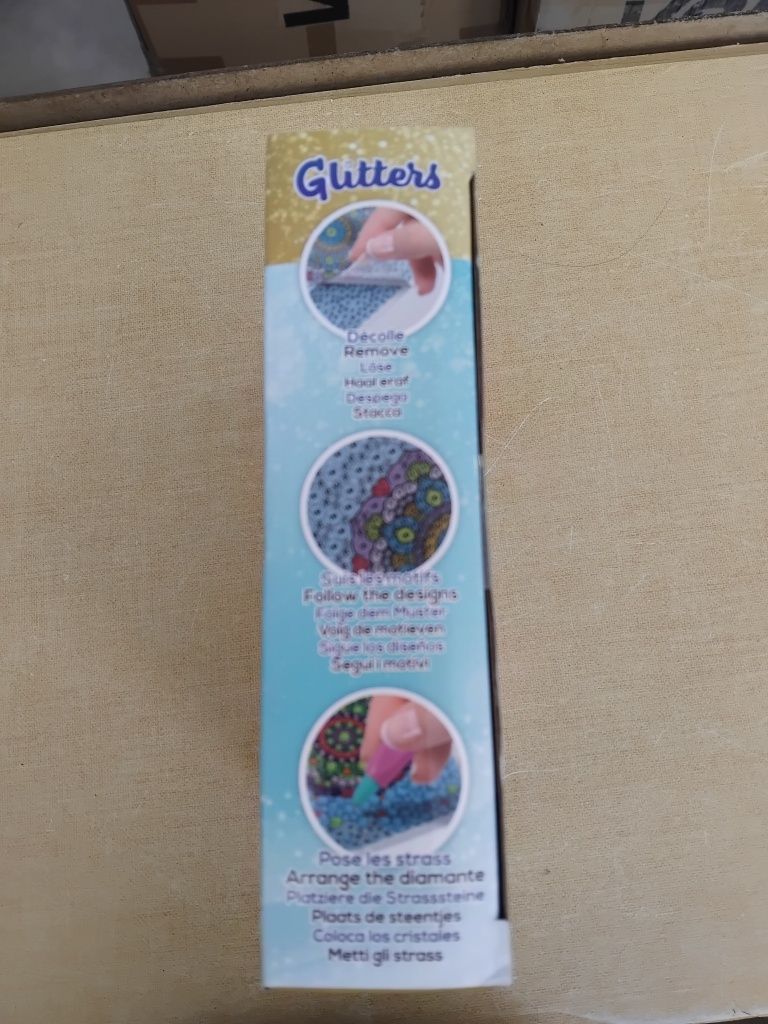 Glitters
Décolle
Remove
Löse
Haal eraf
Despega
Stacca
Suis les motifs
Follow the designs
Folge dem Muster
Volg de motieven
Sigue los diseños
Segui i motivi
Pose les strass
Arrange the diamante
Platziere die Strasssteine
Plaats de steentjes
Coloca los cristales
Metti gli strass